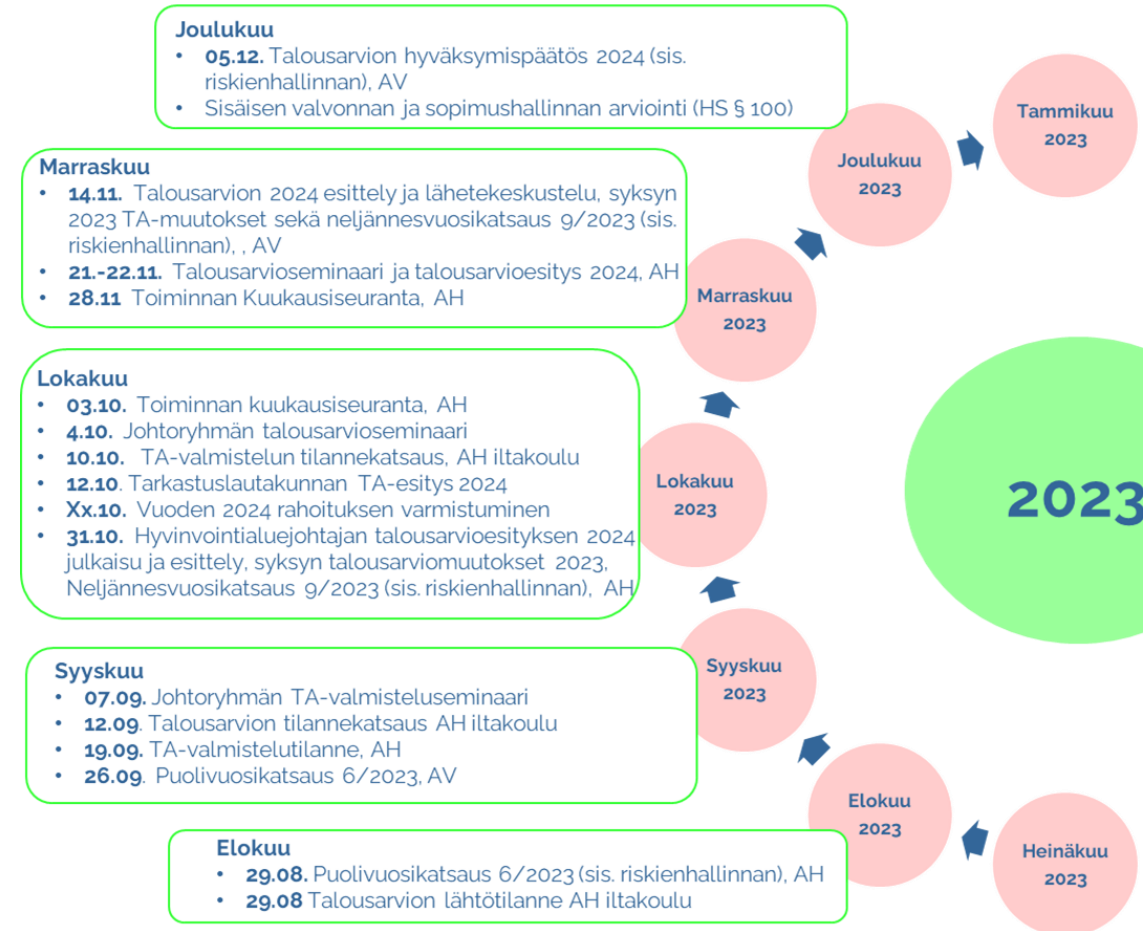 Joulukuu
• 05.12. Talousarvion hyväksymispäätös 2024 (sis.
riskienhallinnan), AV
• Sisäisen valvonnan ja sopimushallinnan arviointi (HS § 100)
Marraskuu
• 14.11. Talousarvion 2024 esittely ja lähetekeskustelu, syksyn
2023 TA-muutokset sekä neljännesvuosikatsaus 9/2023 (sis.
riskienhallinnan), , AV
• 21.-22.11. Talousarvioseminaari ja talousarvioesitys 2024, AH
• 28.11 Toiminnan Kuukausiseuranta, AH
Lokakuu
• 03.10. Toiminnan kuukausiseuranta, AH
• 4.10. Johtoryhmän talousarvioseminaari
• 10.10. TA-valmistelun tilannekatsaus, AH iltakoulu
• 12.10. Tarkastuslautakunnan TA-esitys 2024
• Xx.10. Vuoden 2024 rahoituksen varmistuminen
• 31.10. Hyvinvointialuejohtajan talousarvioesityksen 2024
julkaisu ja esittely, syksyn talousarviomuutokset 2023,
Neljännesvuosikatsaus 9/2023 (sis. riskienhallinnan), AH
Syyskuu
• 07.09. Johtoryhmän TA-valmisteluseminaari
• 12.09. Talousarvion tilannekatsaus AH iltakoulu
• 19.09. TA-valmistelutilanne, AH
• 26.09. Puolivuosikatsaus 6/2023, AV
Elokuu
• 29.08. Puolivuosikatsaus 6/2023 (sis. riskienhallinnan), AH
• 29.08 Talousarvion lähtötilanne AH iltakoulu
Tammikuu
2023
Joulukuu
2023
Marraskuu
2023
Lokakuu
2023
Syyskuu
2023
Elokuu
2023
Heinäkuu
2023
2023